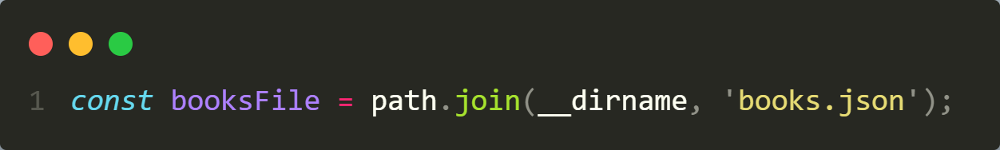 1 const booksFile = path.join(__dirname, 'books.json');